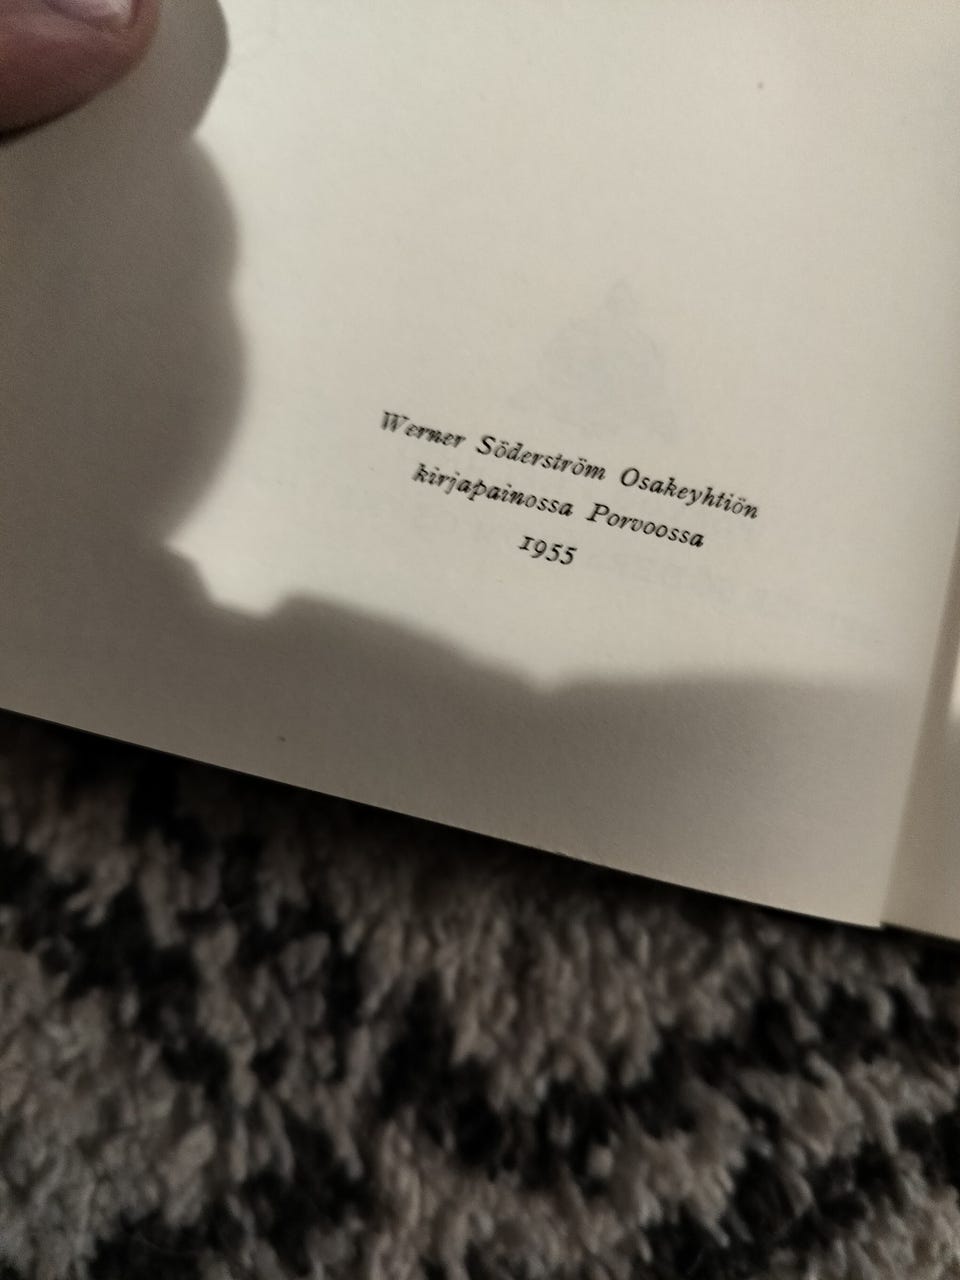 Werner Söderström Osakeyhtiön
kirjapainossa Porvoossa
1955